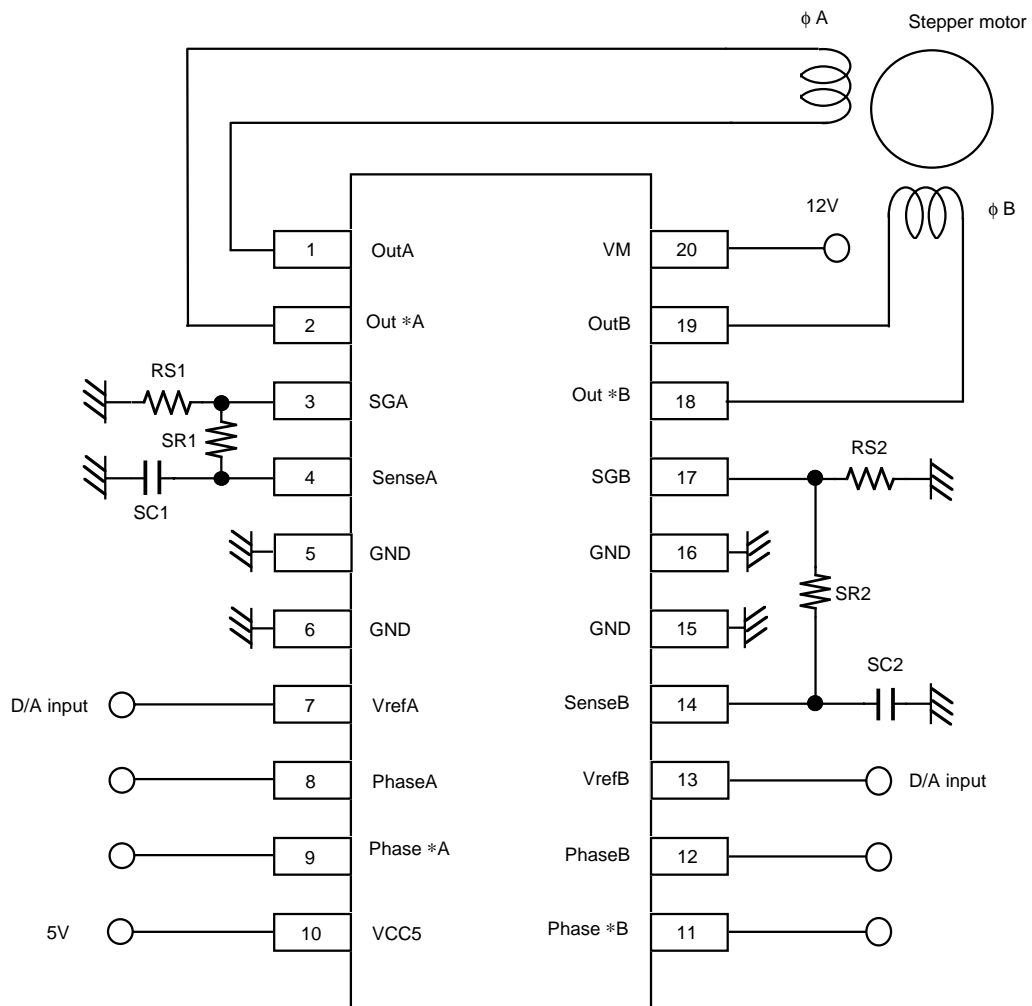 ϕ A
Stepper motor
12V
ϕ B
1 OutA
VM 20
2 Out ∗A
OutB 19
RS1
3 SGA
Out ∗B 18
SR1
RS2
4 SenseA
SGB 17
SC1
5 GND
GND 16
SR2
6 GND
GND 15
SC2
D/A input 7 VrefA
SenseB 14
8 PhaseA
VrefB 13 D/A input
9 Phase ∗A
PhaseB 12
5V 10 VCC5
Phase ∗B 11